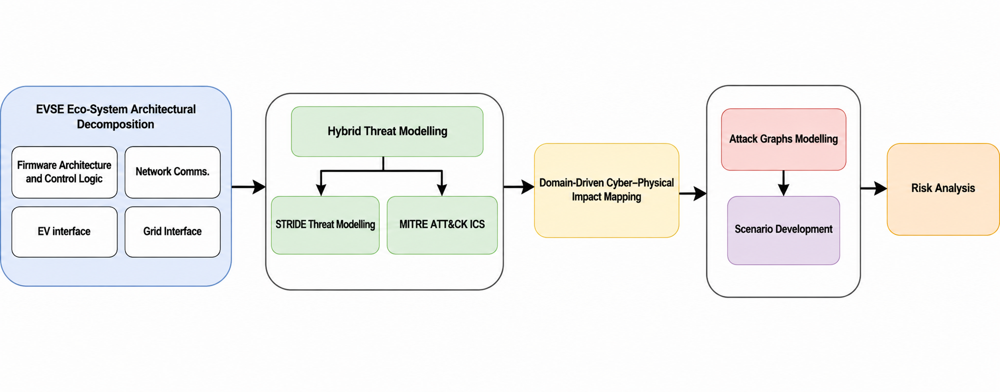 EVSE Eco-System Architectural
Decomposition
Firmware Architecture
and Control Logic
Network Comms.
EV interface
Grid Interface
Hybrid Threat Modelling
STRIDE Threat Modelling
MITRE ATT&CK ICS
Domain-Driven Cyber–Physical
Impact Mapping
Attack Graphs Modelling
Scenario Development
Risk Analysis